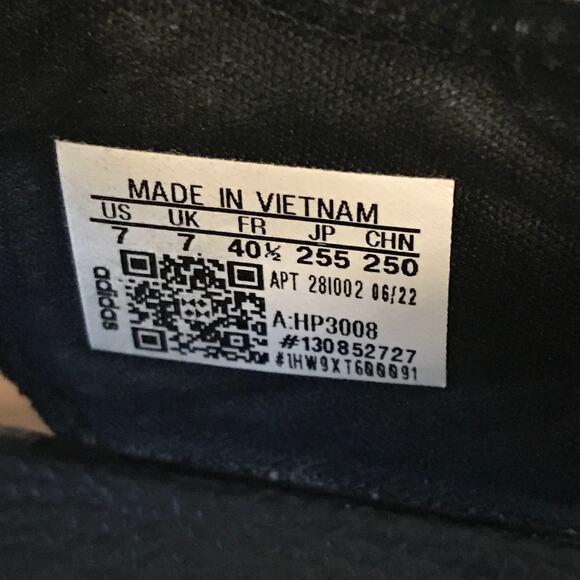 MADE IN VIETNAM
US UK FR JP CHN
7 7 40½ 255 250
adidas
APT 281002 06/22
A:HP3008
#130852727
#1HW9XT600091